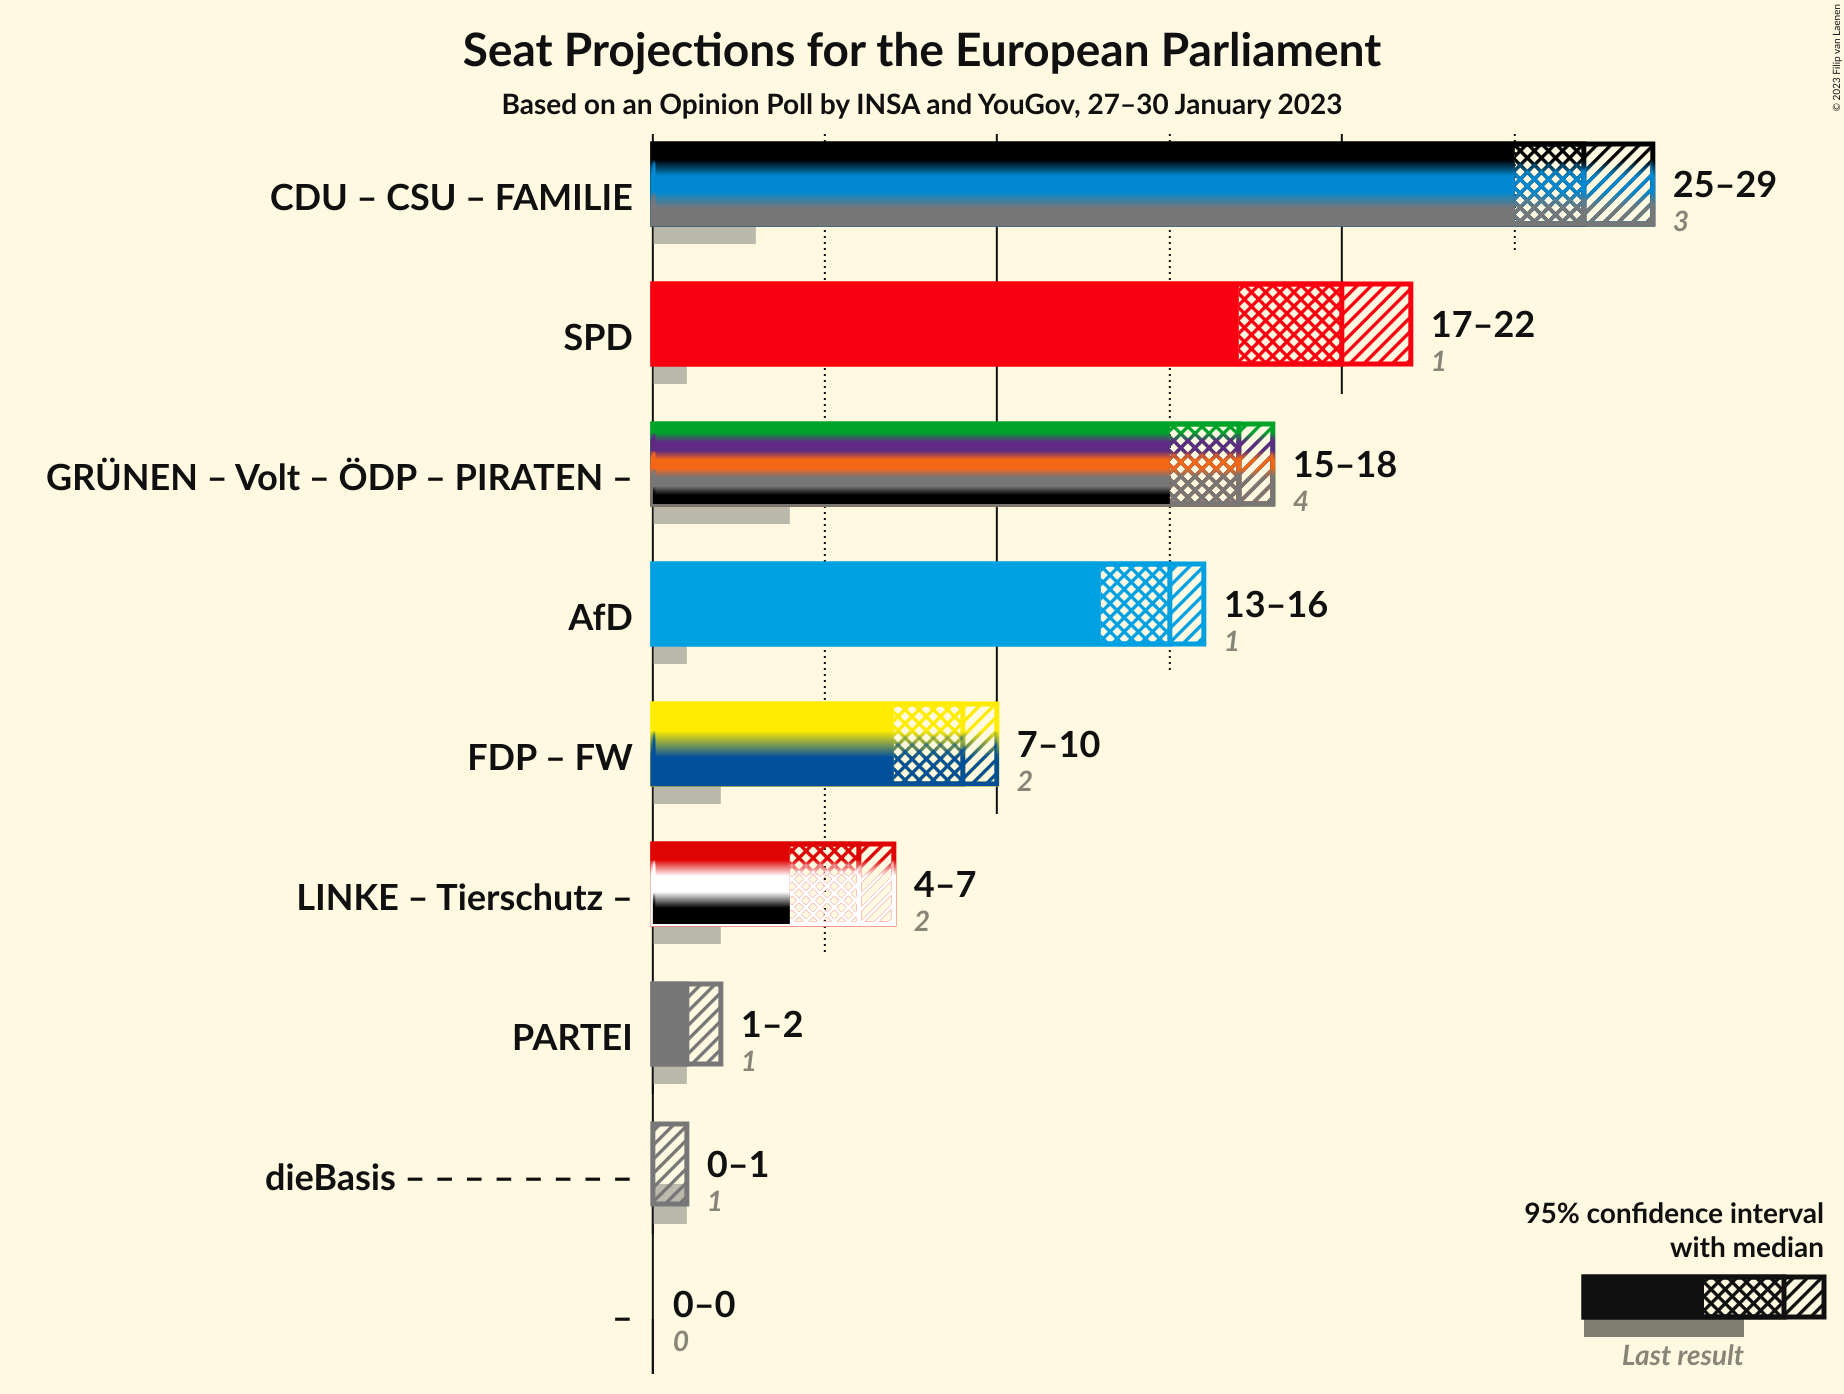 Seat Projections for the European Parliament
Based on an Opinion Poll by INSA and YouGov, 27–30 January 2023
© 2023 Filip van Laenen
CDU – CSU – FAMILIE
25–29
3
SPD
17–22
1
GRÜNEN – Volt – ÖDP – PIRATEN –
15–18
4
AfD
13–16
1
FDP – FW
7–10
2
LINKE – Tierschutz –
4–7
2
PARTEI
1–2
1
dieBasis – – – – – – – –
0–1
1
–
0–0
0
95% confidence interval
with median
Last result